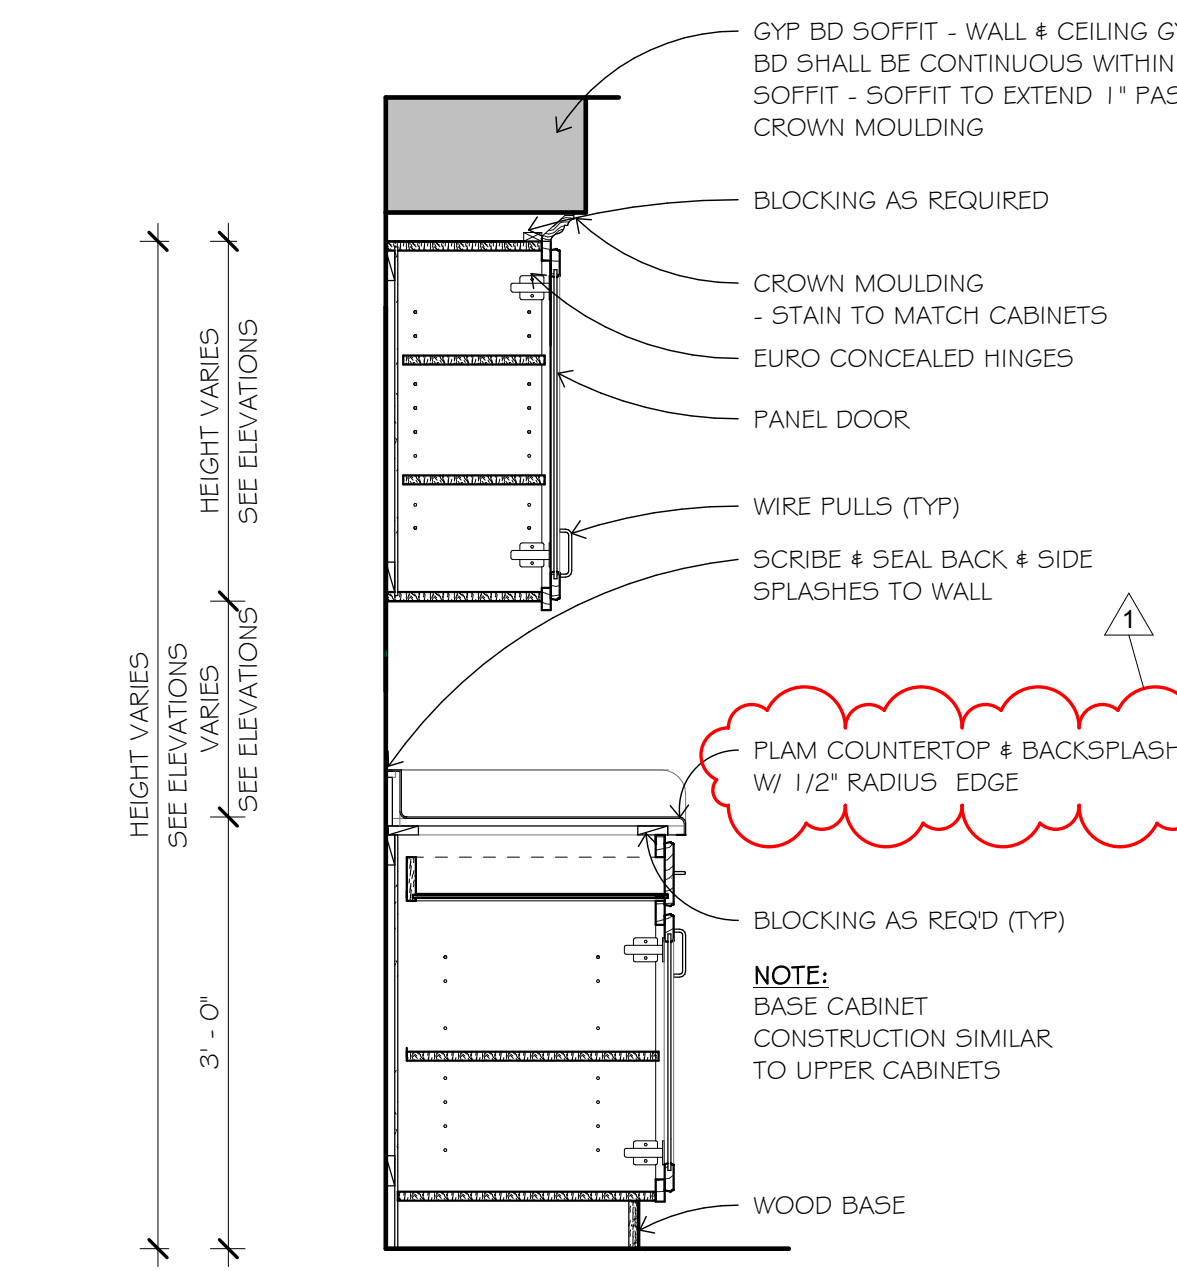 GYP BD SOFFIT - WALL & CEILING
BD SHALL BE CONTINUOUS WITHIN
SOFFIT - SOFFIT TO EXTEND 1"
CROWN MOULDING
BLOCKING AS REQUIRED
CROWN MOULDING
- STAIN TO MATCH CABINETS
EURO CONCEALED HINGES
PANEL DOOR
WIRE PULLS (TYP)
SCRIBE & SEAL BACK & SIDE
SPLASHES TO WALL
1
PLAM COUNTERTOP & BACKSPLASH
W/ 1/2" RADIUS EDGE
BLOCKING AS REQ'D (TYP)
NOTE:
BASE CABINET
CONSTRUCTION SIMILAR
TO UPPER CABINETS
WOOD BASE
HEIGHT VARIES
SEE ELEVATIONS
HEIGHT VARIES
SEE ELEVATIONS
VARIES
SEE ELEVATIONS
3' - 0"